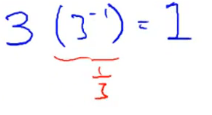 3 (3⁻¹) = 1
1/3